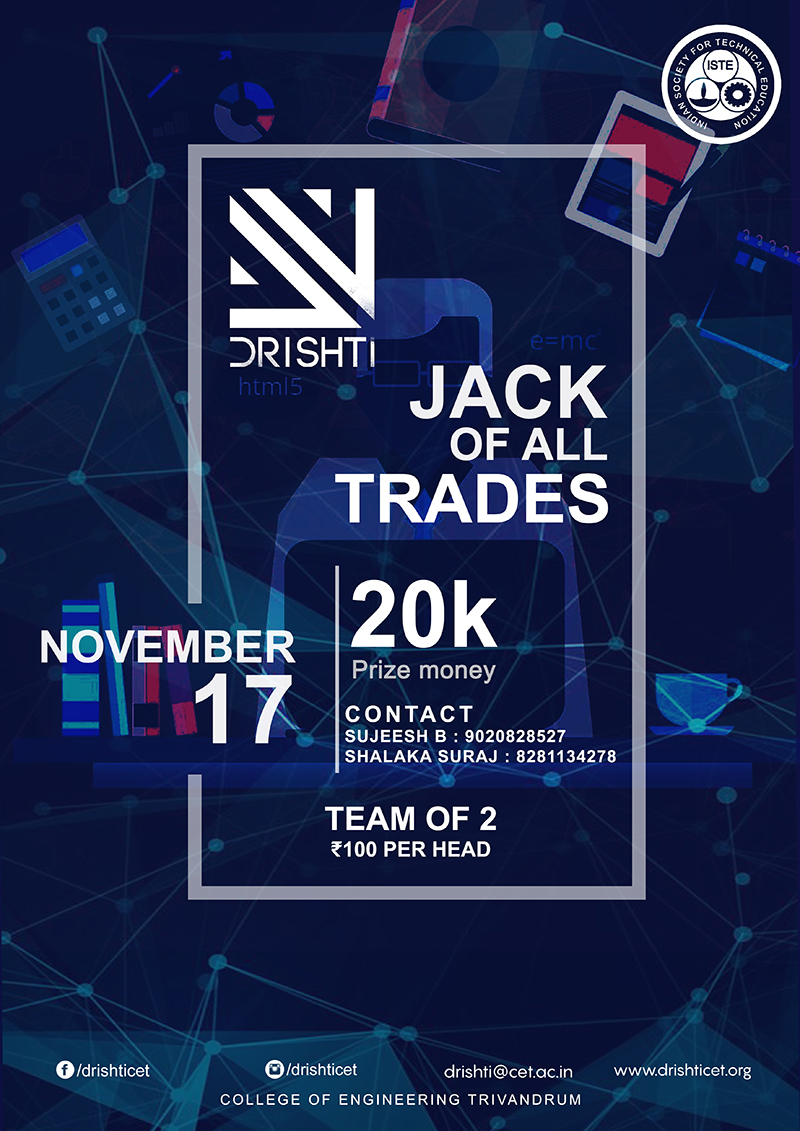 INDIAN SOCIETY FOR TECHNICAL EDUCATION
ISTE
DRISHTI
html5
e=mc
JACK
OF ALL
TRADES
NOVEMBER
17
20k
Prize money
CONTACT
SUJEESH B : 9020828527
SHALAKA SURAJ : 8281134278
TEAM OF 2
₹100 PER HEAD
/drishticet
/drishticet
drishti@cet.ac.in
www.drishticet.org
COLLEGE OF ENGINEERING TRIVANDRUM